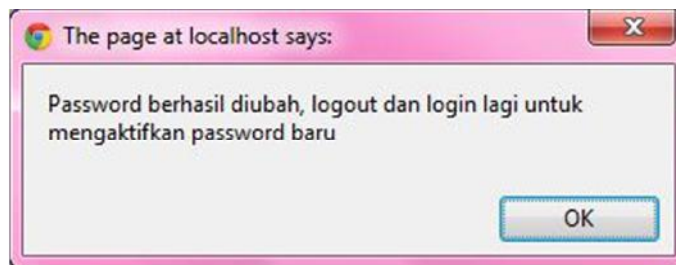 The page at localhost says:
Password berhasil diubah, logout dan login lagi untuk
mengaktifkan password baru
OK